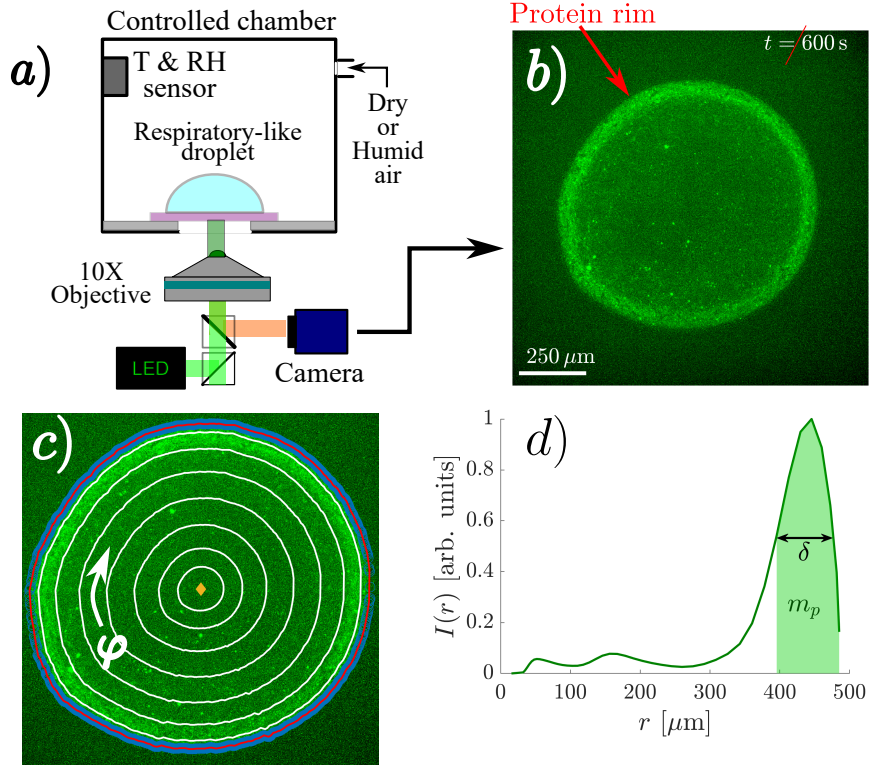 Controlled chamber
a)
T & RH
sensor
Respiratory-like
droplet
Dry
or
Humid
air
10X
Objective
LED
Camera
Protein rim
b)
t = 600 s
250 μm
c)
φ
d)
I(r) [arb. units]
1
0.8
0.6
0.4
0.2
0
δ
m_p
0
100
200
300
400
500
r [μm]